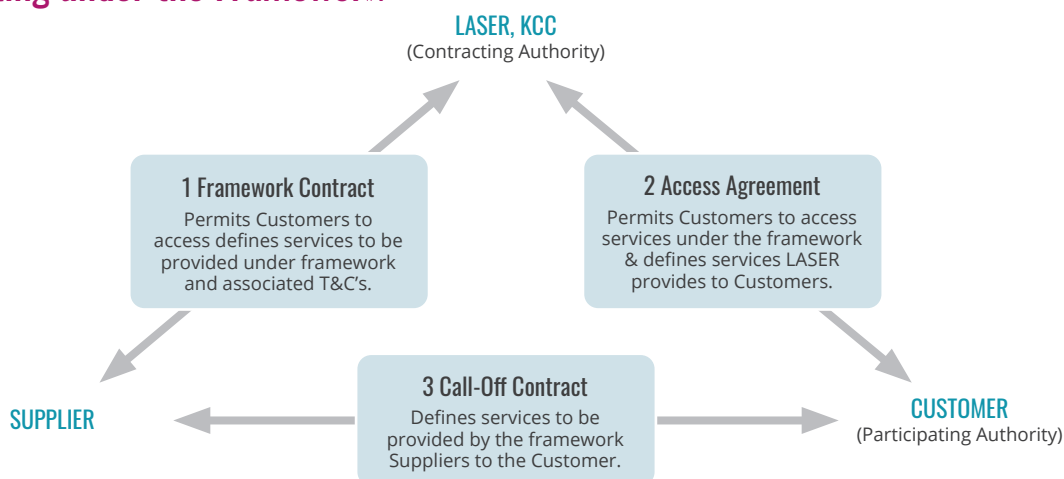 under the
LASER, KCC
(Contracting Authority)
1 Framework Contract
Permits Customers to
access defines services to be
provided under framework
and associated T&C’s.
2 Access Agreement
Permits Customers to access
services under the framework
& defines services LASER
provides to Customers.
3 Call-Off Contract
Defines services to be
provided by the framework
Suppliers to the Customer.
SUPPLIER
CUSTOMER
(Participating Authority)